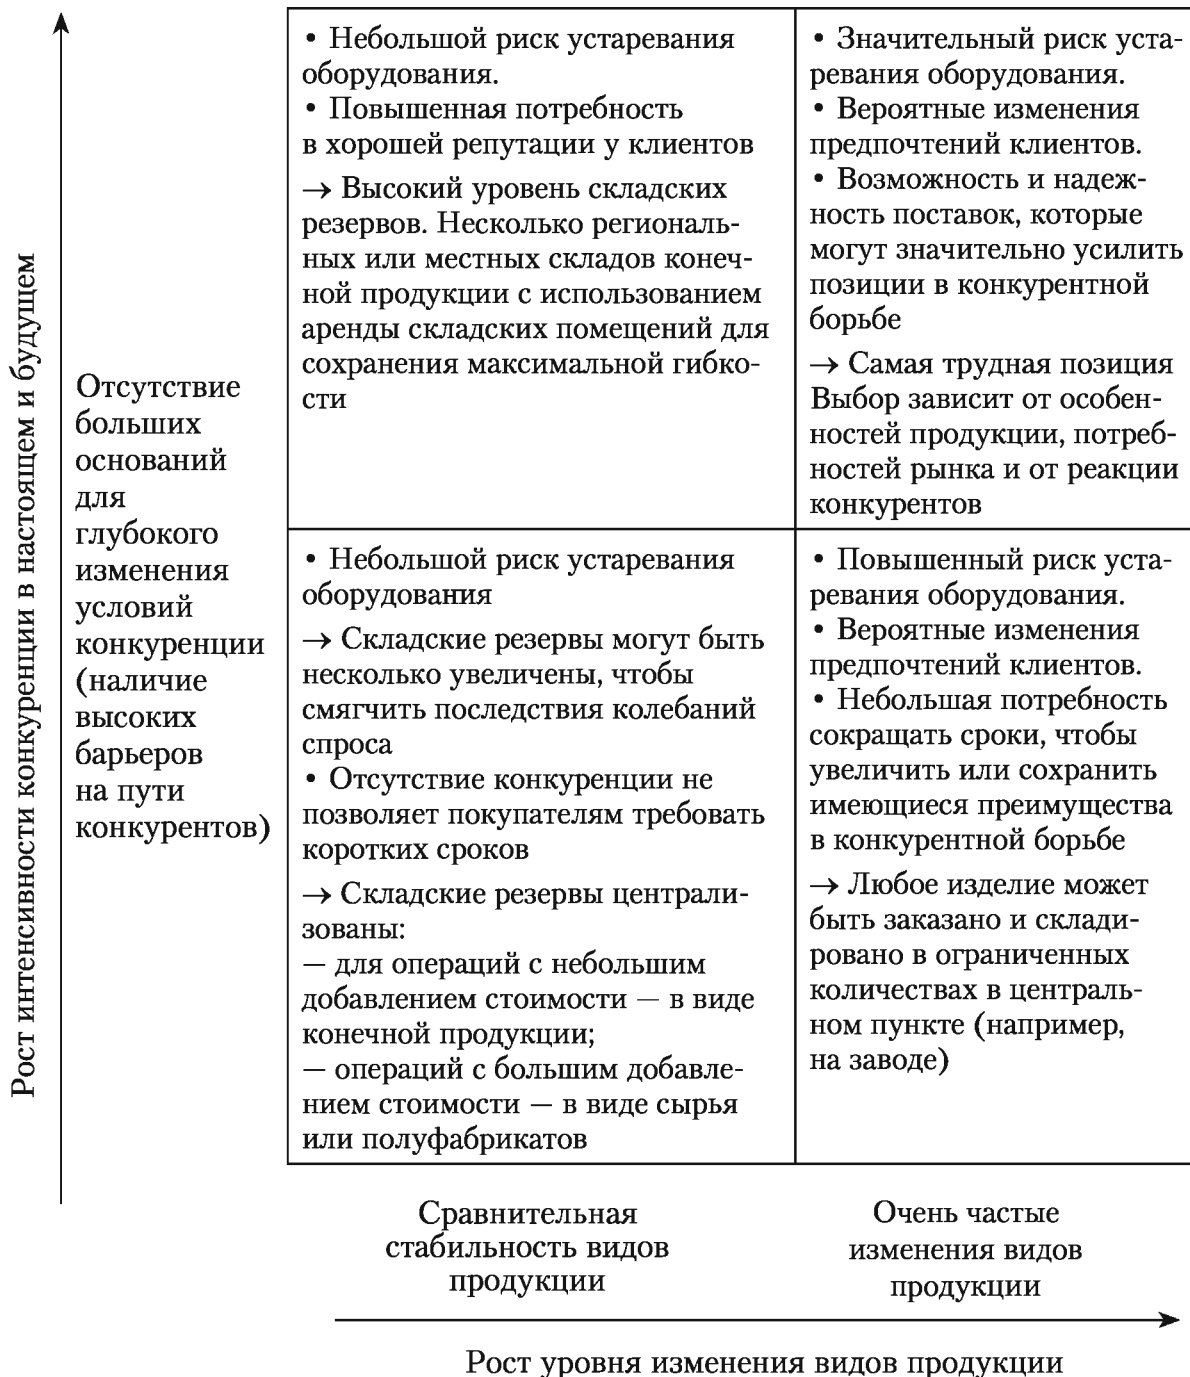 Рост интенсивности конкуренции в настоящем и будущем
Отсутствие
больших
оснований
для
глубокого
изменения
условий
конкуренции
(наличие
высоких
барьеров
на пути
конкурентов)
• Небольшой риск устаревания
оборудования.
• Повышенная потребность
в хорошей репутации у клиентов
→ Высокий уровень складских
резервов. Несколько региональ-
ных или местных складов конеч-
ной продукции с использованием
аренды складских помещений для
сохранения максимальной гибко-
сти
• Значительный риск уста-
ревания оборудования.
• Вероятные изменения
предпочтений клиентов.
• Возможность и надеж-
ность поставок, которые
могут значительно усилить
позиции в конкурентной
борьбе
→ Самая трудная позиция
Выбор зависит от особен-
ностей продукции, потреб-
ностей рынка и от реакции
конкурентов
• Небольшой риск устаревания
оборудования
→ Складские резервы могут быть
несколько увеличены, чтобы
смягчить последствия колебаний
спроса
• Отсутствие конкуренции не
позволяет покупателям требовать
коротких сроков
→ Складские резервы централи-
зованы:
— для операций с небольшим
добавлением стоимости — в виде
конечной продукции;
— операций с большим добавле-
нием стоимости — в виде сырья
или полуфабрикатов
• Повышенный риск уста-
ревания оборудования.
• Вероятные изменения
предпочтений клиентов.
• Небольшая потребность
сокращать сроки, чтобы
увеличить или сохранить
имеющиеся преимущества
в конкурентной борьбе
→ Любое изделие может
быть заказано и склади-
ровано в ограниченных
количествах в централь-
ном пункте (например,
на заводе)
Сравнительная
стабильность видов
продукции
Очень частые
изменения видов
продукции
Рост уровня изменения видов продукции